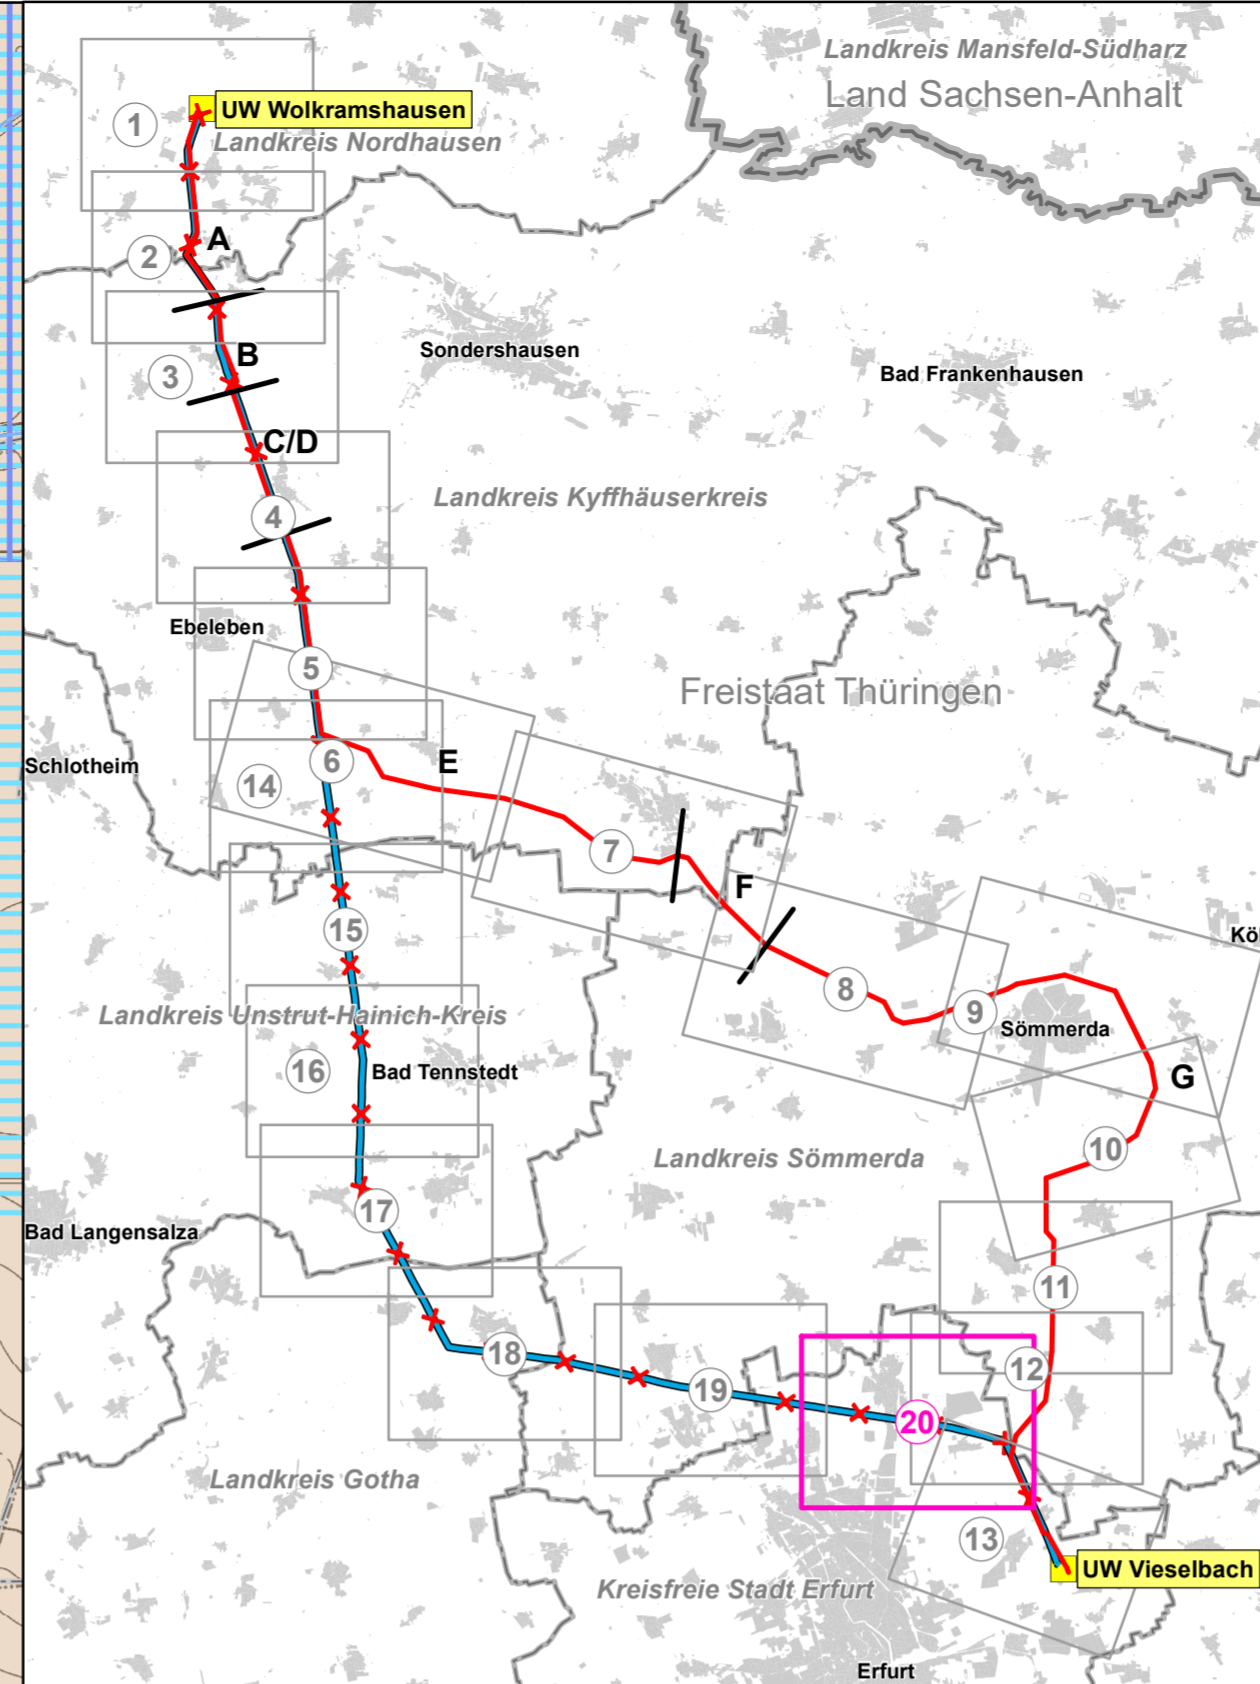 Landkreis Mansfeld-Südharz
Land Sachsen-Anhalt
UW Wolkramshausen
1
Landkreis Nordhausen
A
2
B
Sondershausen
3
Bad Frankenhausen
C/D
Landkreis Kyffhäuserkreis
4
Ebeleben
5
Freistaat Thüringen
Schlotheim
6
E
14
7
F
15
Kö
8
9
Landkreis Unstrut-Hainich-Kreis
Sömmerda
16
Bad Tennstedt
G
10
Landkreis Sömmerda
17
Bad Langensalza
11
18
12
19
20
Landkreis Gotha
13
UW Vieselbach
Kreisfreie Stadt Erfurt
Erfurt